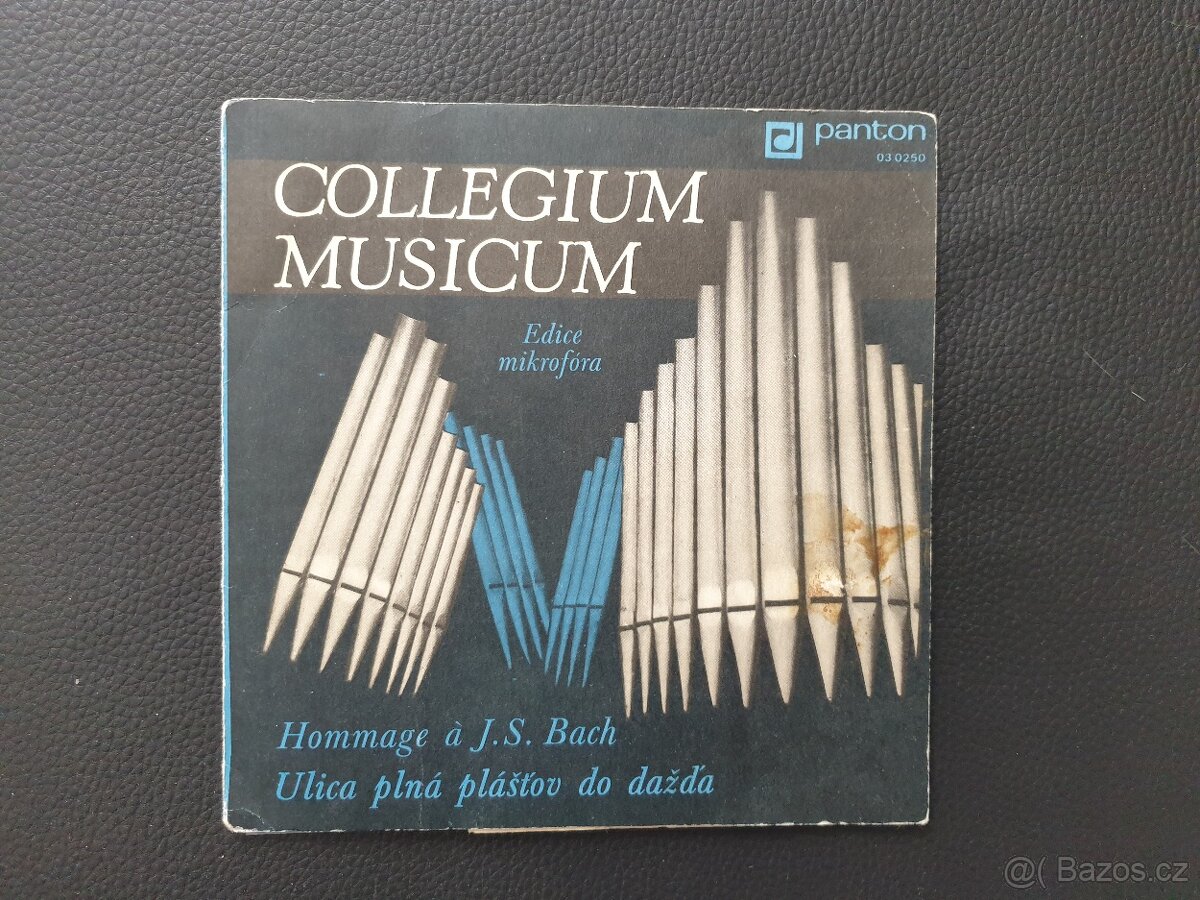 panton
03 0250
COLLEGIUM
MUSICUM
Edice
mikrofóra
Hommage à J.S. Bach
Ulica plná plášťov do dažďa
Bazos.cz